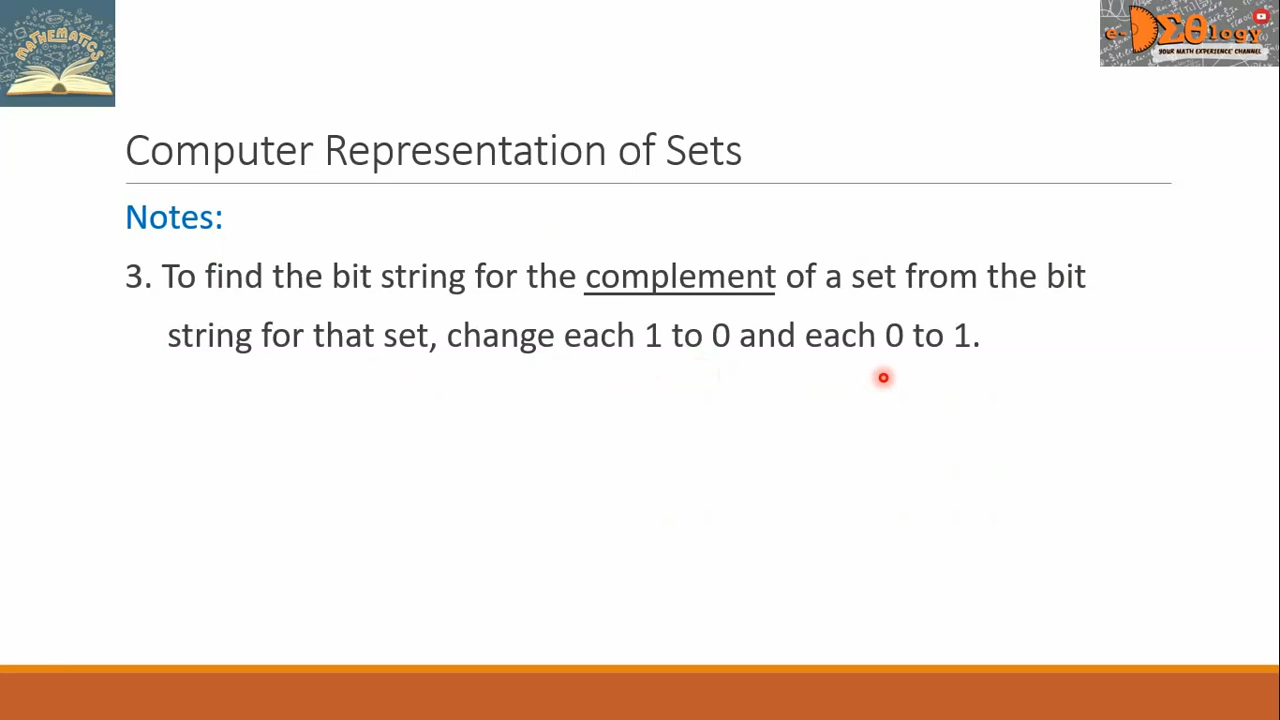 MATHEMATICS
e-DΣθlogy
YOUR MATH EXPERIENCE CHANNEL
Computer Representation of Sets
Notes:
3. To find the bit string for the complement of a set from the bit
string for that set, change each 1 to 0 and each 0 to 1.